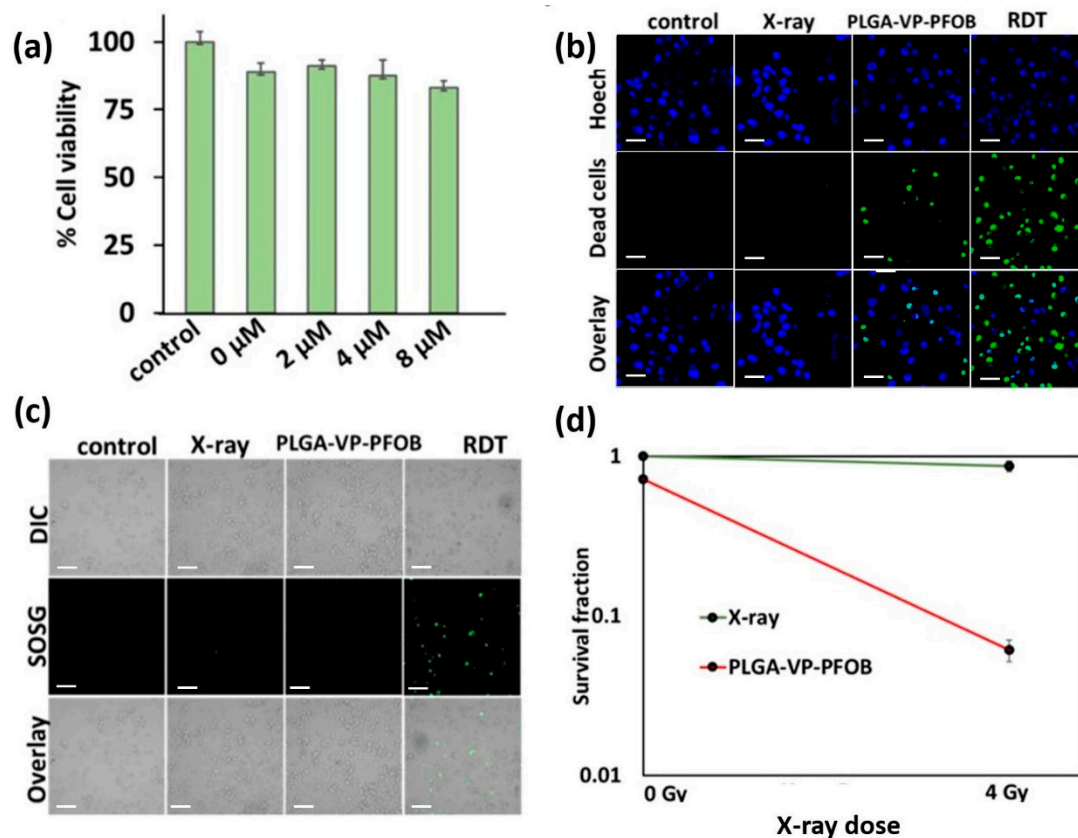 (a)
% Cell viability
100
75
50
25
0
control
0 µM
2 µM
4 µM
8 µM
(b)
control X-ray PLGA-VP-PFOB RDT
Hoech
Dead cells
Overlay
(c)
control X-ray PLGA-VP-PFOB RDT
DIC
SOSG
Overlay
(d)
Survival fraction
1
0.1
0.01
X-ray
PLGA-VP-PFOB
0 Gy 4 Gy
X-ray dose